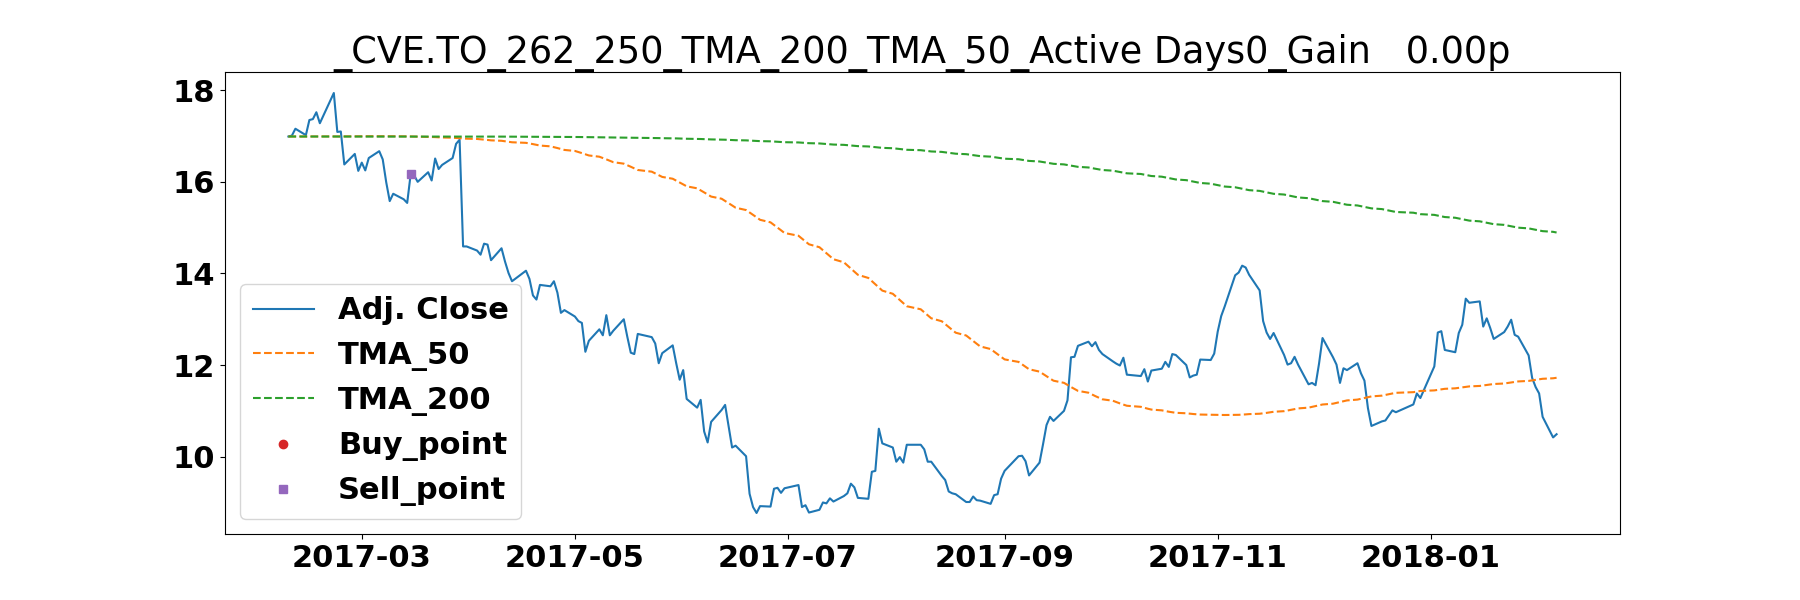 _CVE.TO_262_250_TMA_200_TMA_50_Active Days0_Gain   0.00p
18
16
14
12
10
Adj. Close
TMA_50
TMA_200
Buy_point
Sell_point
2017-03 2017-05 2017-07 2017-09 2017-11 2018-01